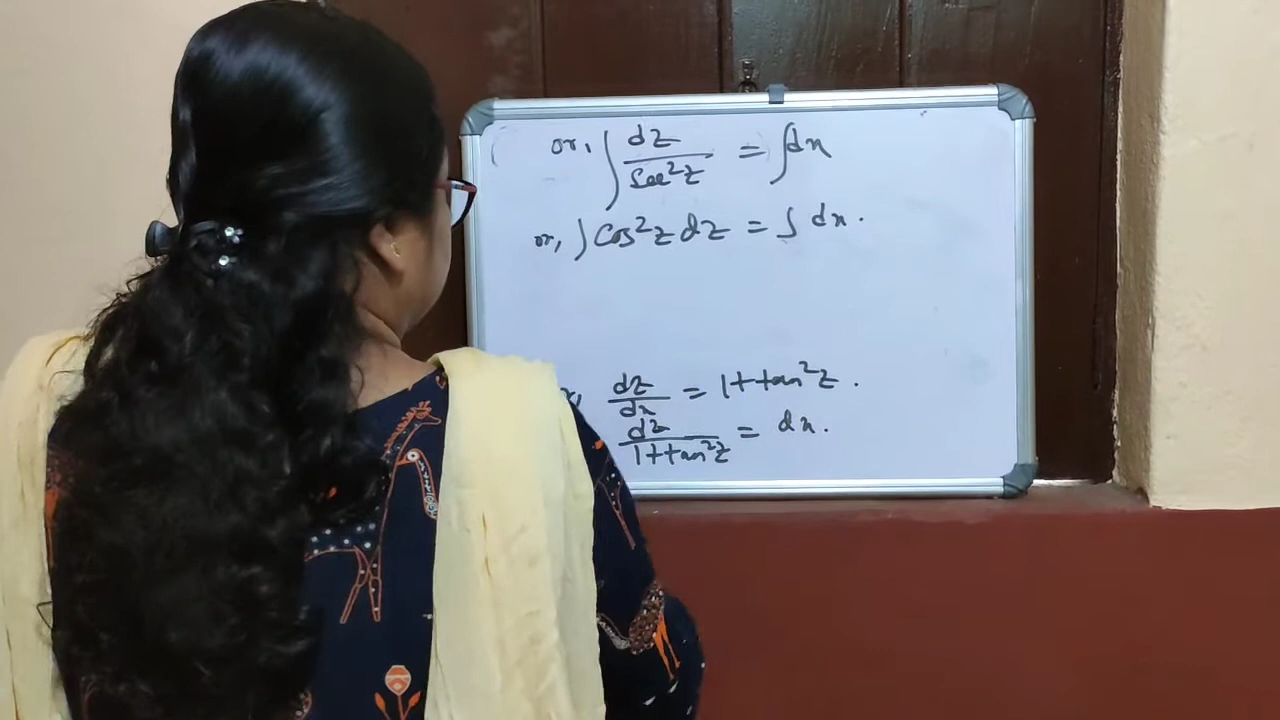 or, ∫ dz/sec²z = ∫dx
or, ∫ cos²z dz = ∫ dx.
dz/dx = 1+tan²z.
dz/1+tan²z = dx.